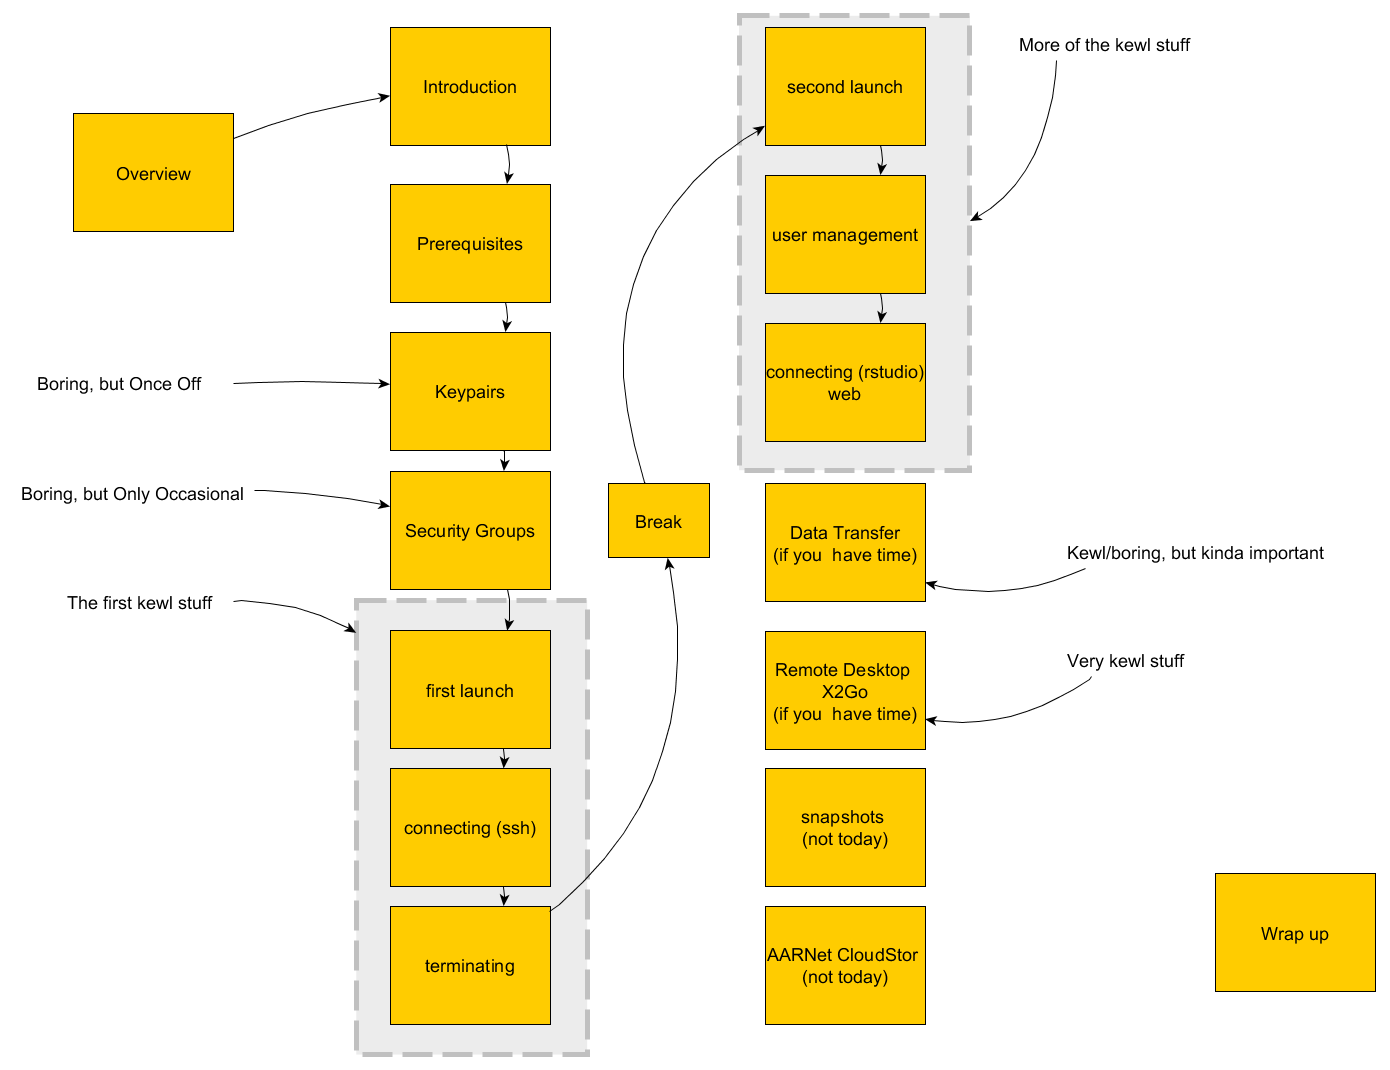 Overview
Introduction
Prerequisites
Boring, but Once Off
Keypairs
Boring, but Only Occasional
Security Groups
The first kewl stuff
first launch
connecting (ssh)
terminating
Break
More of the kewl stuff
second launch
user management
connecting (rstudio)
web
Data Transfer
(if you  have time)
Kewl/boring, but kinda important
Remote Desktop
X2Go
(if you  have time)
Very kewl stuff
snapshots
(not today)
AARNet CloudStor
(not today)
Wrap up